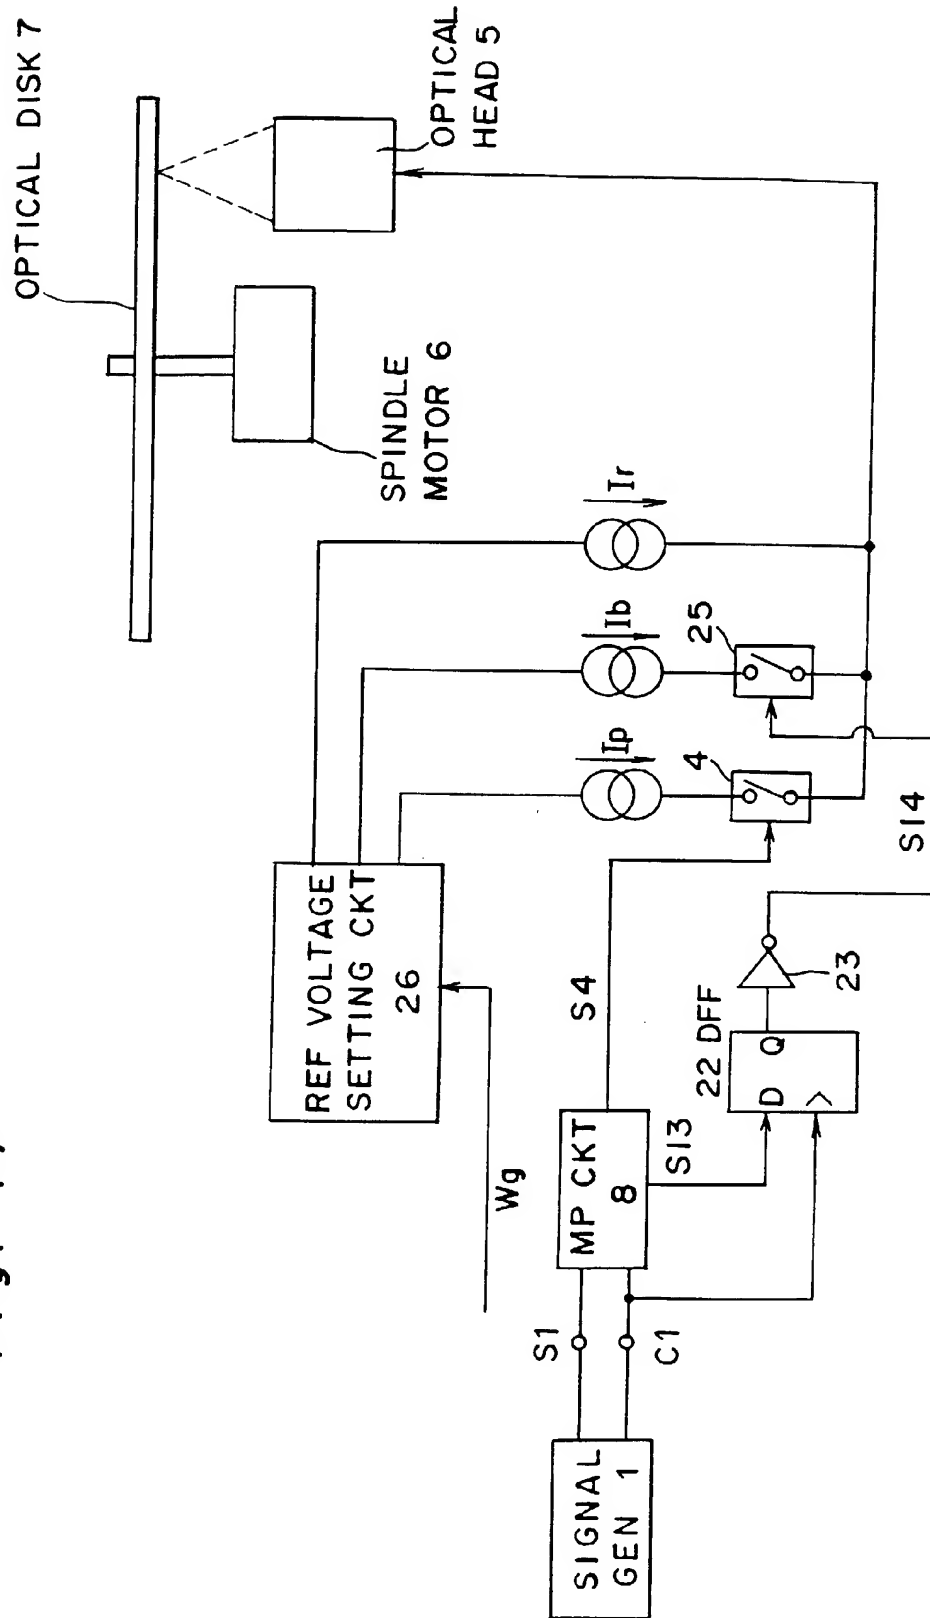 OPTICAL DISK 7
OPTICAL
HEAD 5
SPINDLE
MOTOR 6
Ir
Ib
Ip
25
4
REF VOLTAGE
SETTING CKT
26
Wg
S4
S14
MP CKT
8
S13
22 DFF
D Q
23
S1
C1
SIGNAL
GEN 1